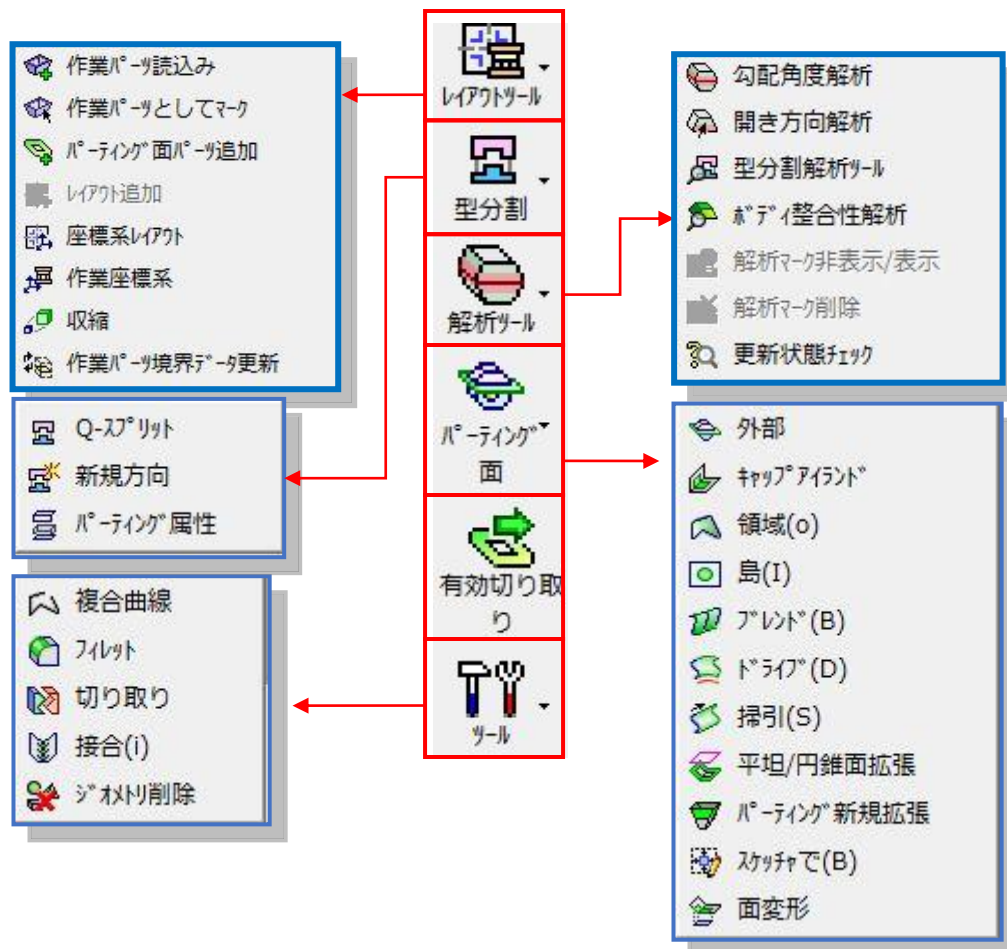 作業ﾊﾟｰﾂ読込み
作業ﾊﾟｰﾂとしてﾏｰｸ
ﾊﾟｰﾃｨﾝｸﾞ面ﾊﾟｰﾂ追加
ﾚｲｱｳﾄ追加
座標系ﾚｲｱｳﾄ
作業座標系
収縮
作業ﾊﾟｰﾂ境界ﾃﾞｰﾀ更新
Q-ｽﾌﾟﾘｯﾄ
新規方向
ﾊﾟｰﾃｨﾝｸﾞ属性
複合曲線
ﾌｨﾚｯﾄ
切り取り
接合(i)
ｼﾞｵﾒﾄﾘ削除
ﾚｲｱｳﾄﾂｰﾙ
型分割
解析ﾂｰﾙ
ﾊﾟｰﾃｨﾝｸﾞ
面
有効切り取
り
ﾂｰﾙ
勾配角度解析
開き方向解析
型分割解析ﾂｰﾙ
ﾎﾞﾃﾞｨ整合性解析
解析ﾏｰｸ非表示/表示
解析ﾏｰｸ削除
更新状態ﾁｪｯｸ
外部
ｷｬｯﾌﾟｱｲﾗﾝﾄﾞ
領域(o)
島(I)
ﾌﾞﾚﾝﾄﾞ(B)
ﾄﾞﾗｲﾌﾞ(D)
掃引(S)
平坦/円錐面拡張
ﾊﾟｰﾃｨﾝｸﾞ新規拡張
ｽｹｯﾁｬで(B)
面変形